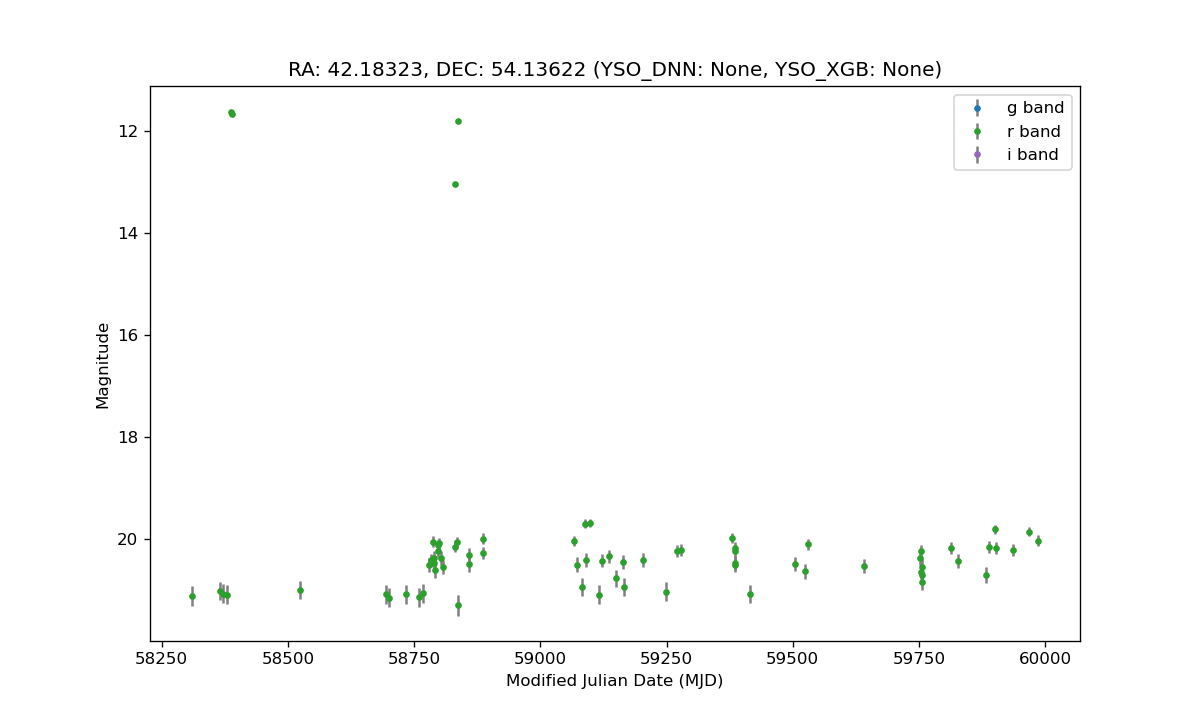 RA: 42.18323, DEC: 54.13622 (YSO_DNN: None, YSO_XGB: None)
g band
r band
i band
12
14
16
18
20
Magnitude
58250 58500 58750 59000 59250 59500 59750 60000
Modified Julian Date (MJD)